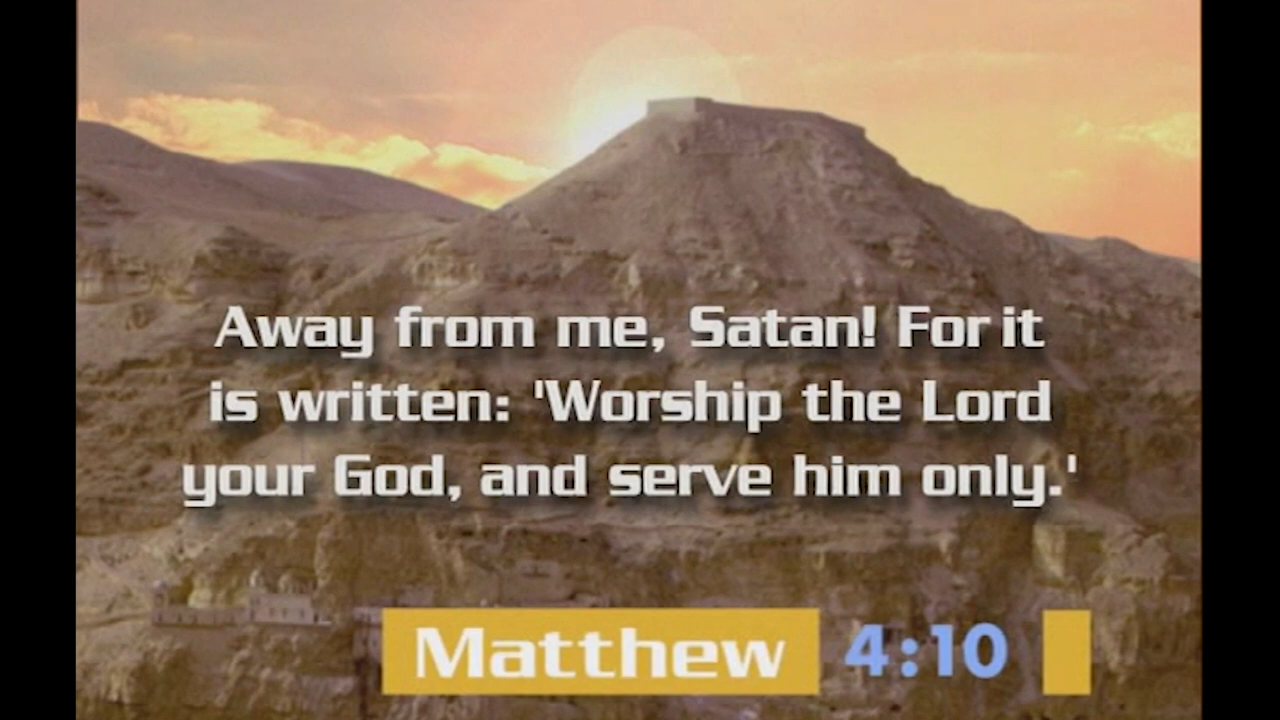 Away from me, Satan! For it
is written: 'Worship the Lord
your God, and serve him only.'
Matthew 4:10